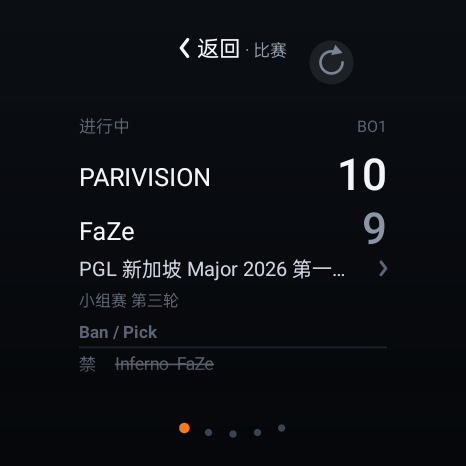 返回 · 比赛
进行中 BO1
PARIVISION 10
FaZe 9
PGL 新加坡 Major 2026 第一...
小组赛 第三轮
Ban / Pick
禁 Inferno FaZe